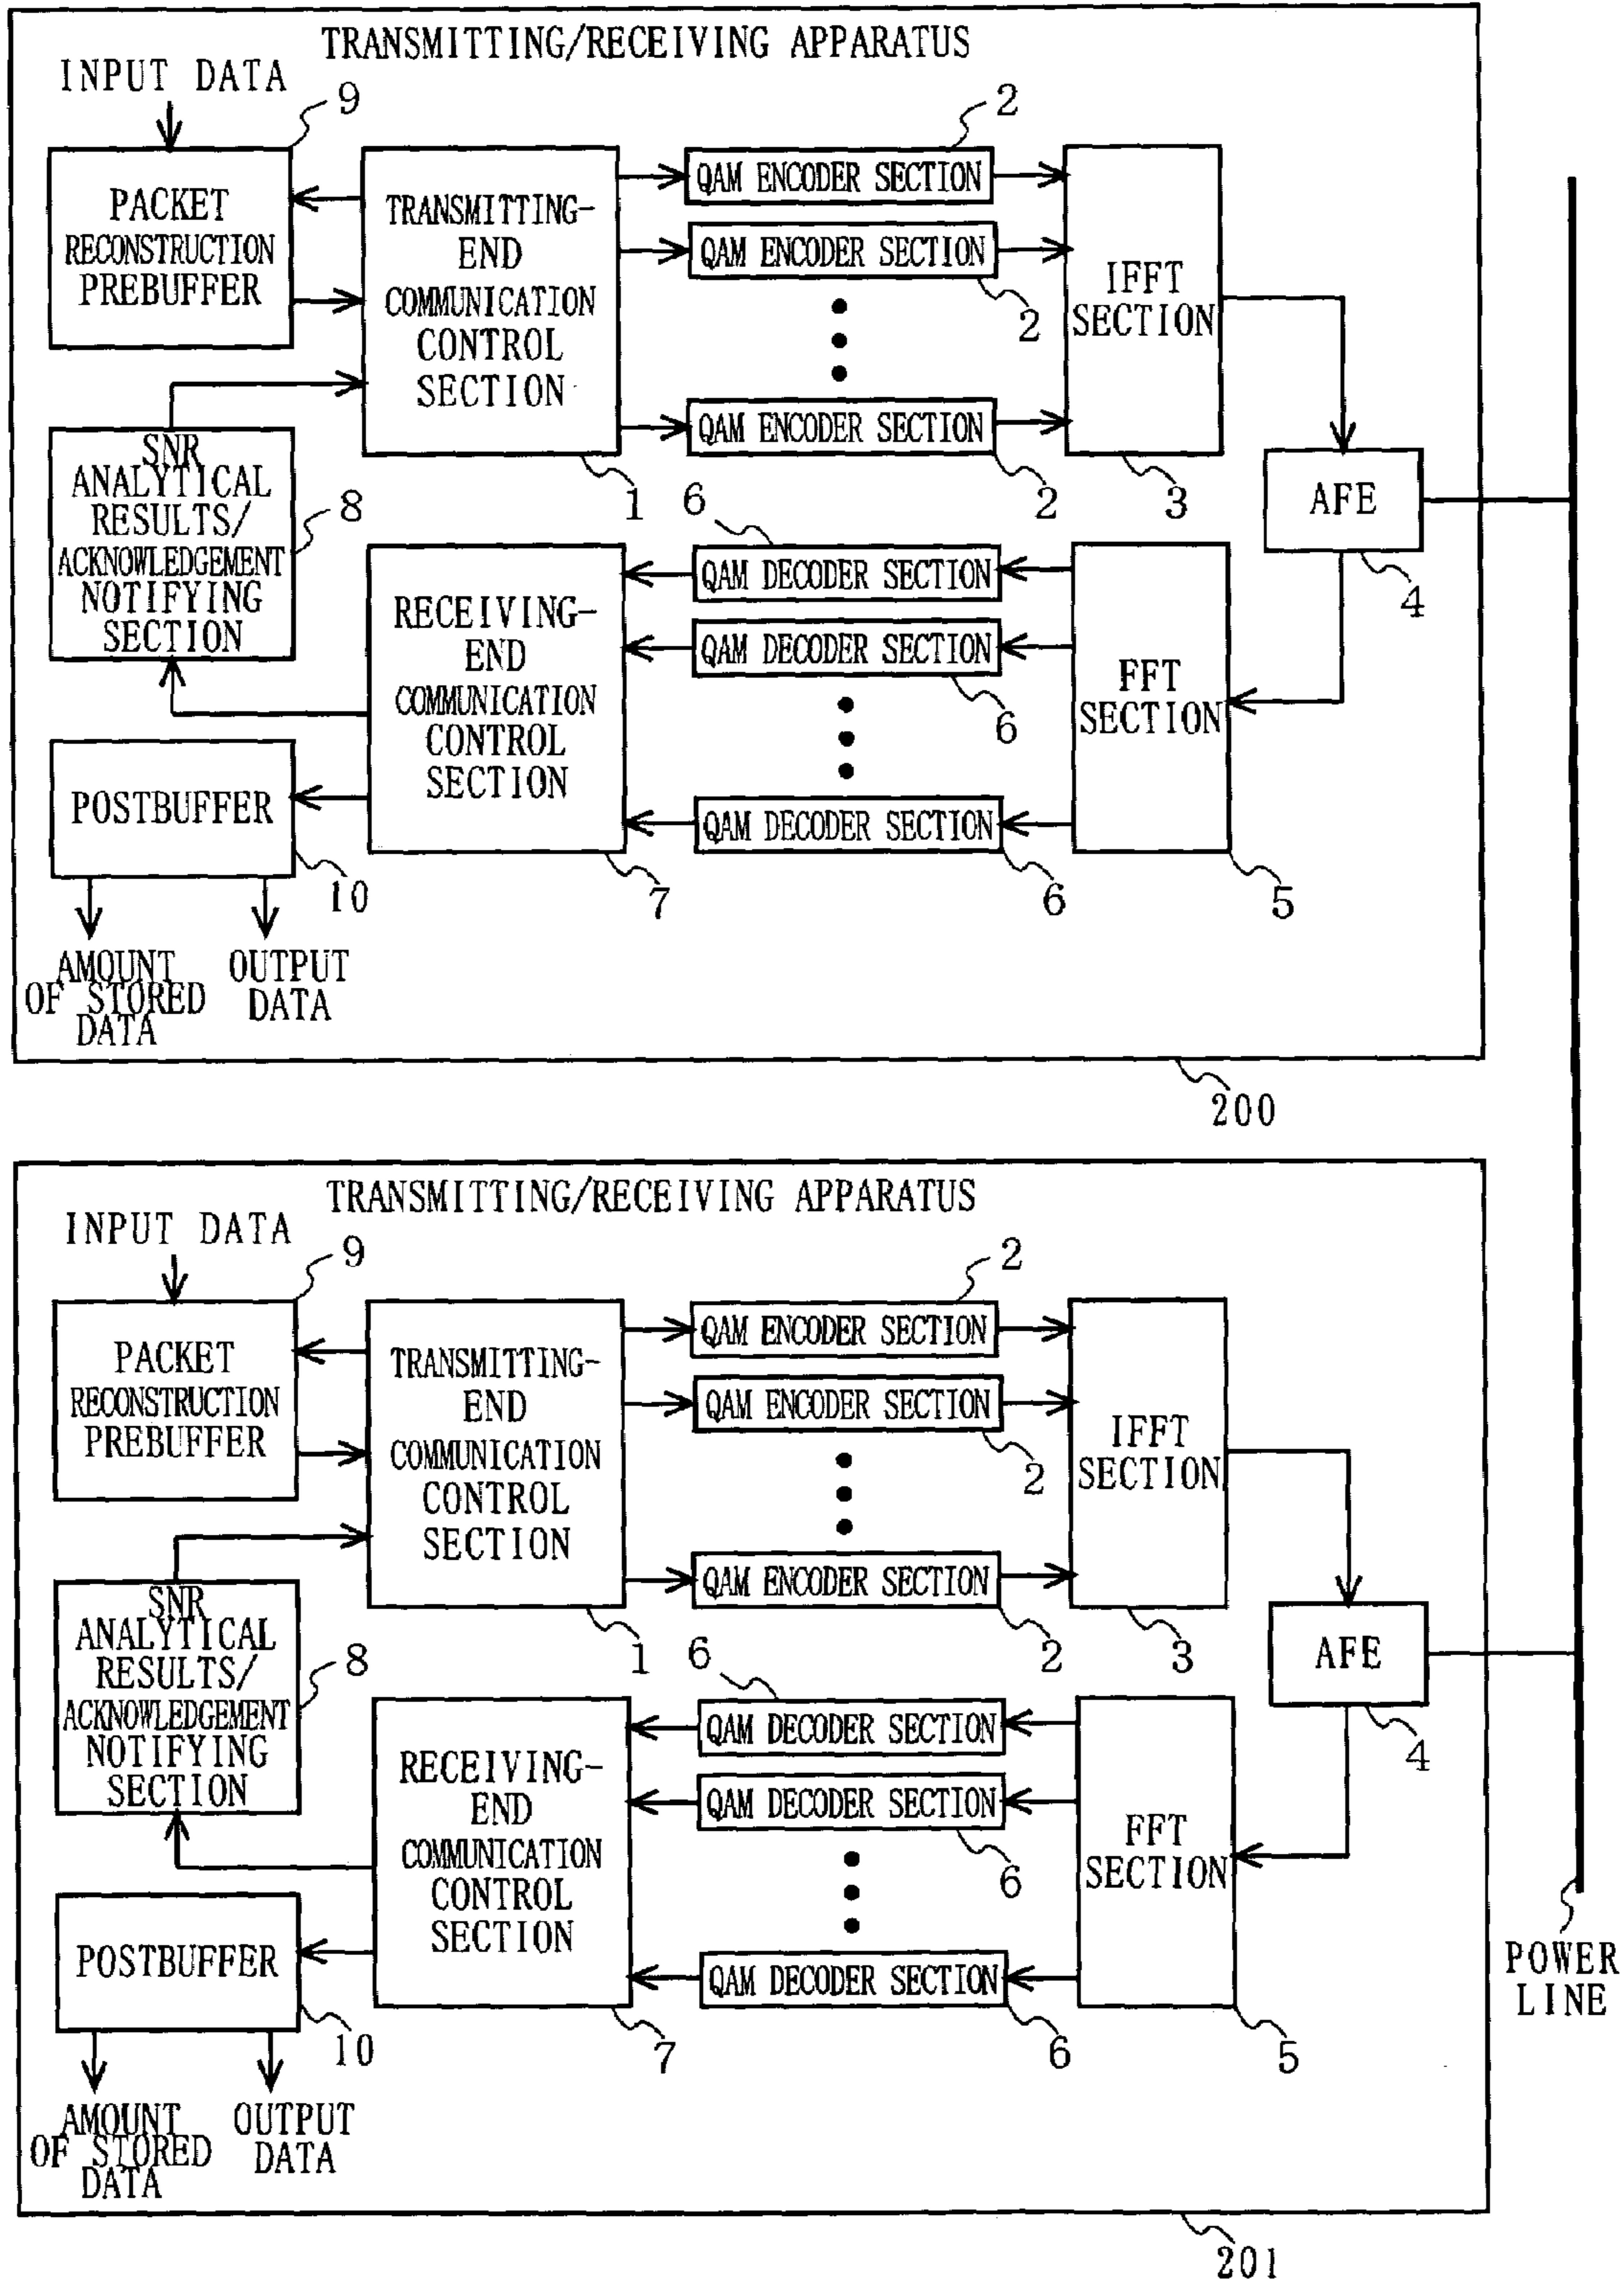 TRANSMITTING/RECEIVING APPARATUS
INPUT DATA
9
2
PACKET
RECONSTRUCTION
PREBUFFER
TRANSMITTING-
END
COMMUNICATION
CONTROL
SECTION
QAM ENCODER SECTION
QAM ENCODER SECTION
2
QAM ENCODER SECTION
IFFT
SECTION
1
2
3
AFE
4
SNR
ANALYTICAL
RESULTS/
ACKNOWLEDGEMENT
NOTIFYING
SECTION
8
6
RECEIVING-
END
COMMUNICATION
CONTROL
SECTION
QAM DECODER SECTION
QAM DECODER SECTION
6
QAM DECODER SECTION
FFT
SECTION
POSTBUFFER
10
7
6
5
AMOUNT
OF STORED
DATA
OUTPUT
DATA
200
TRANSMITTING/RECEIVING APPARATUS
INPUT DATA
9
2
PACKET
RECONSTRUCTION
PREBUFFER
TRANSMITTING-
END
COMMUNICATION
CONTROL
SECTION
QAM ENCODER SECTION
QAM ENCODER SECTION
2
QAM ENCODER SECTION
IFFT
SECTION
1
2
3
AFE
4
SNR
ANALYTICAL
RESULTS/
ACKNOWLEDGEMENT
NOTIFYING
SECTION
8
6
RECEIVING-
END
COMMUNICATION
CONTROL
SECTION
QAM DECODER SECTION
QAM DECODER SECTION
6
QAM DECODER SECTION
FFT
SECTION
POSTBUFFER
10
7
6
5
POWER
LINE
AMOUNT
OF STORED
DATA
OUTPUT
DATA
201